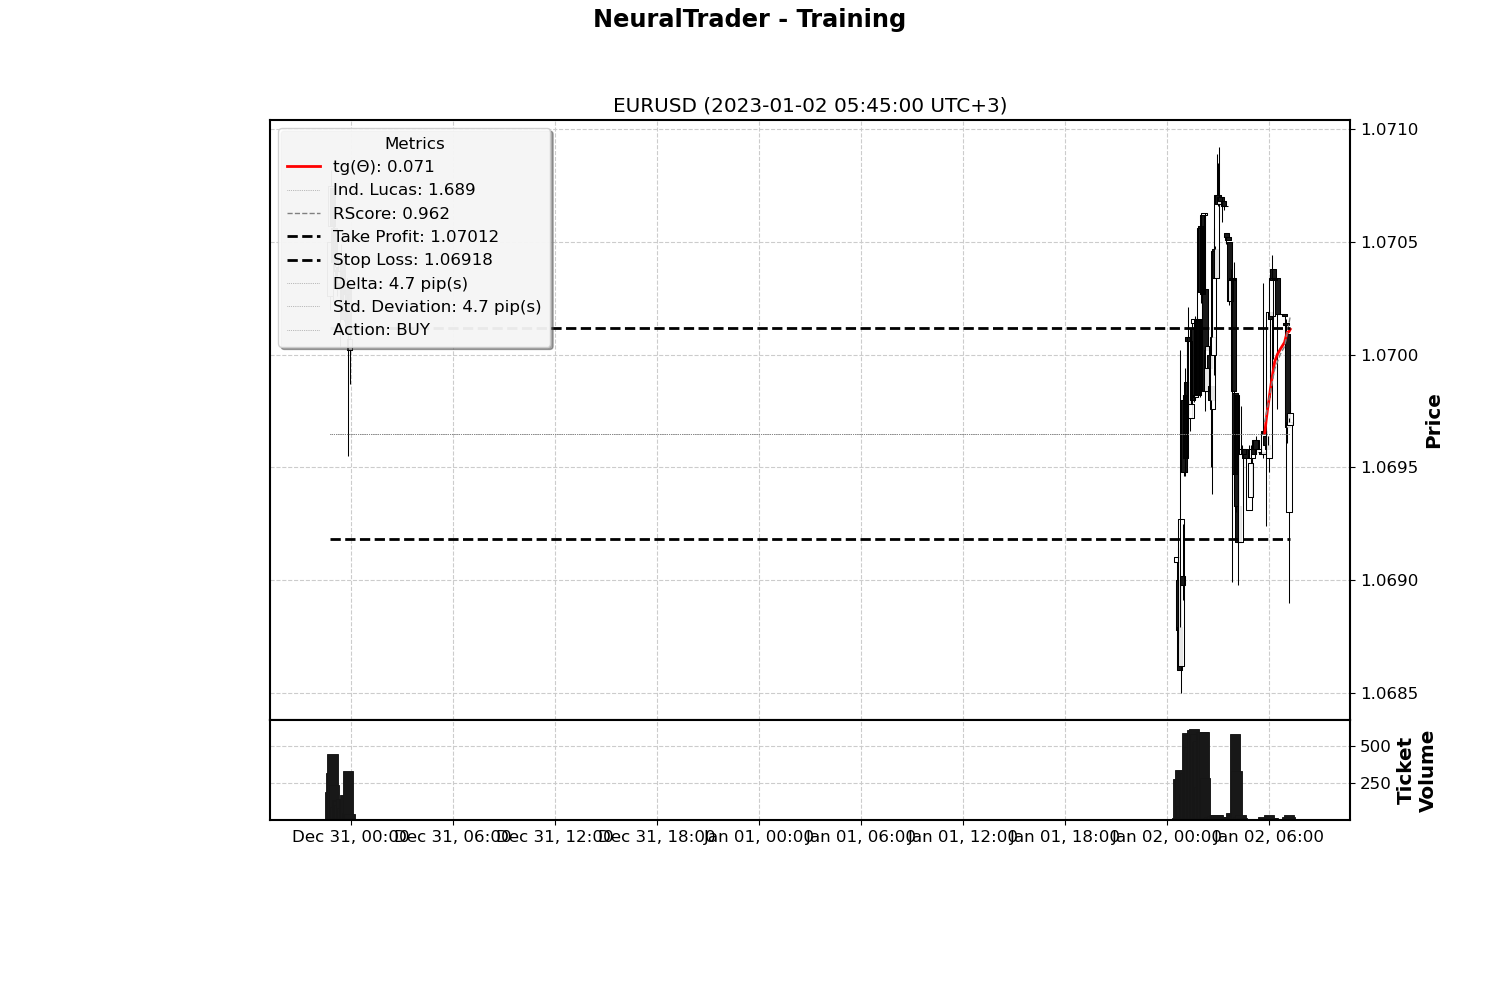 NeuralTrader - Training
EURUSD (2023-01-02 05:45:00 UTC+3)
Metrics
tg(Θ): 0.071
Ind. Lucas: 1.689
RScore: 0.962
Take Profit: 1.07012
Stop Loss: 1.06918
Delta: 4.7 pip(s)
Std. Deviation: 4.7 pip(s)
Action: BUY
1.0710
1.0705
1.0700
1.0695
1.0690
1.0685
Price
500
250
Ticket
Volume
Dec 31, 00:00
Dec 31, 06:00
Dec 31, 12:00
Dec 31, 18:00
Jan 01, 00:00
Jan 01, 06:00
Jan 01, 12:00
Jan 01, 18:00
Jan 02, 00:00
Jan 02, 06:00